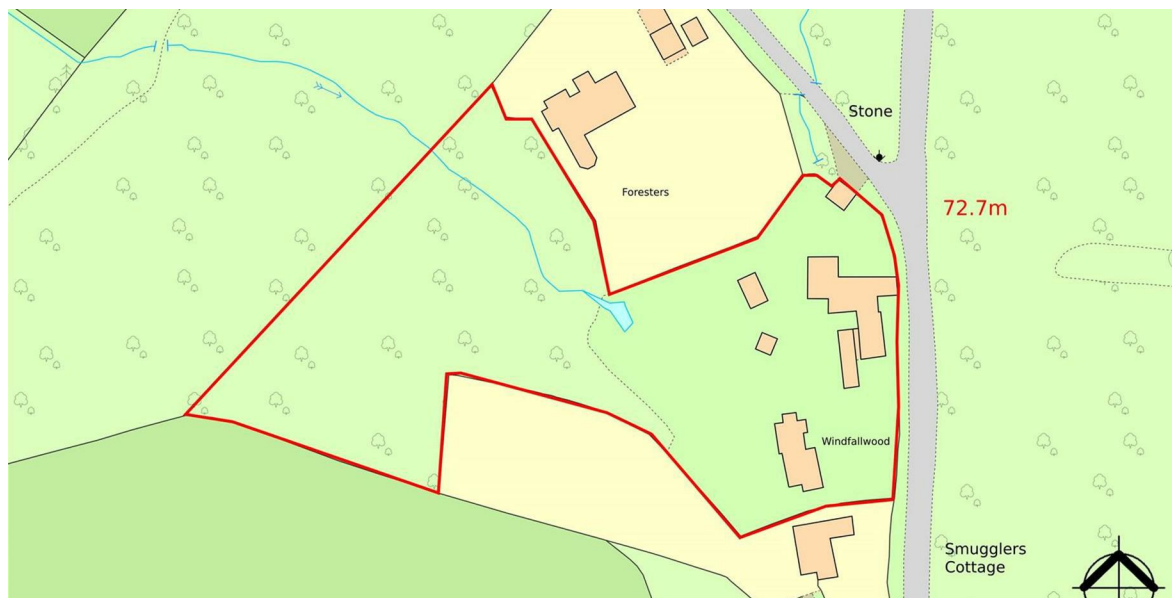 Stone
Foresters
72.7m
Windfallwood
Smugglers
Cottage